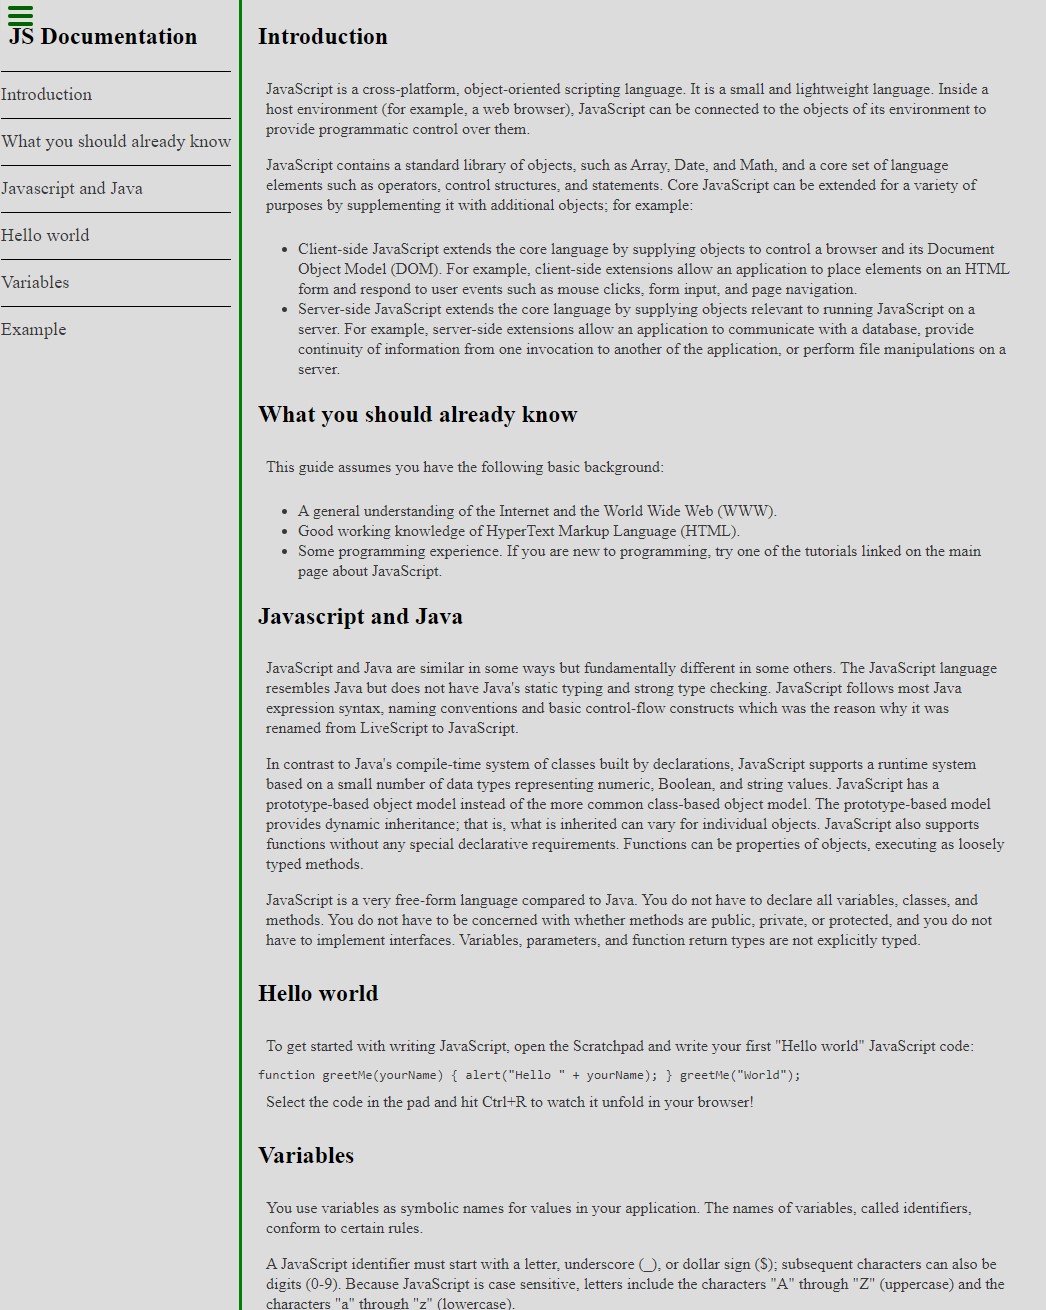 JS Documentation
Introduction
What you should already know
Javascript and Java
Hello world
Variables
Example
Introduction
JavaScript is a cross-platform, object-oriented scripting language. It is a small and lightweight language. Inside a
host environment (for example, a web browser), JavaScript can be connected to the objects of its environment to
provide programmatic control over them.
JavaScript contains a standard library of objects, such as Array, Date, and Math, and a core set of language
elements such as operators, control structures, and statements. Core JavaScript can be extended for a variety of
purposes by supplementing it with additional objects; for example:
• Client-side JavaScript extends the core language by supplying objects to control a browser and its Document
Object Model (DOM). For example, client-side extensions allow an application to place elements on an HTML
form and respond to user events such as mouse clicks, form input, and page navigation.
• Server-side JavaScript extends the core language by supplying objects relevant to running JavaScript on a
server. For example, server-side extensions allow an application to communicate with a database, provide
continuity of information from one invocation to another of the application, or perform file manipulations on a
server.
What you should already know
This guide assumes you have the following basic background:
• A general understanding of the Internet and the World Wide Web (WWW).
• Good working knowledge of HyperText Markup Language (HTML).
• Some programming experience. If you are new to programming, try one of the tutorials linked on the main
page about JavaScript.
Javascript and Java
JavaScript and Java are similar in some ways but fundamentally different in some others. The JavaScript language
resembles Java but does not have Java's static typing and strong type checking. JavaScript follows most Java
expression syntax, naming conventions and basic control-flow constructs which was the reason why it was
renamed from LiveScript to JavaScript.
In contrast to Java's compile-time system of classes built by declarations, JavaScript supports a runtime system
based on a small number of data types representing numeric, Boolean, and string values. JavaScript has a
prototype-based object model instead of the more common class-based object model. The prototype-based model
provides dynamic inheritance; that is, what is inherited can vary for individual objects. JavaScript also supports
functions without any special declarative requirements. Functions can be properties of objects, executing as loosely
typed methods.
JavaScript is a very free-form language compared to Java. You do not have to declare all variables, classes, and
methods. You do not have to be concerned with whether methods are public, private, or protected, and you do not
have to implement interfaces. Variables, parameters, and function return types are not explicitly typed.
Hello world
To get started with writing JavaScript, open the Scratchpad and write your first "Hello world" JavaScript code:
function greetMe(yourName) { alert("Hello " + yourName); } greetMe("World");
Select the code in the pad and hit Ctrl+R to watch it unfold in your browser!
Variables
You use variables as symbolic names for values in your application. The names of variables, called identifiers,
conform to certain rules.
A JavaScript identifier must start with a letter, underscore (_), or dollar sign ($); subsequent characters can also be
digits (0-9). Because JavaScript is case sensitive, letters include the characters "A" through "Z" (uppercase) and the
characters "a" through "z" (lowercase).